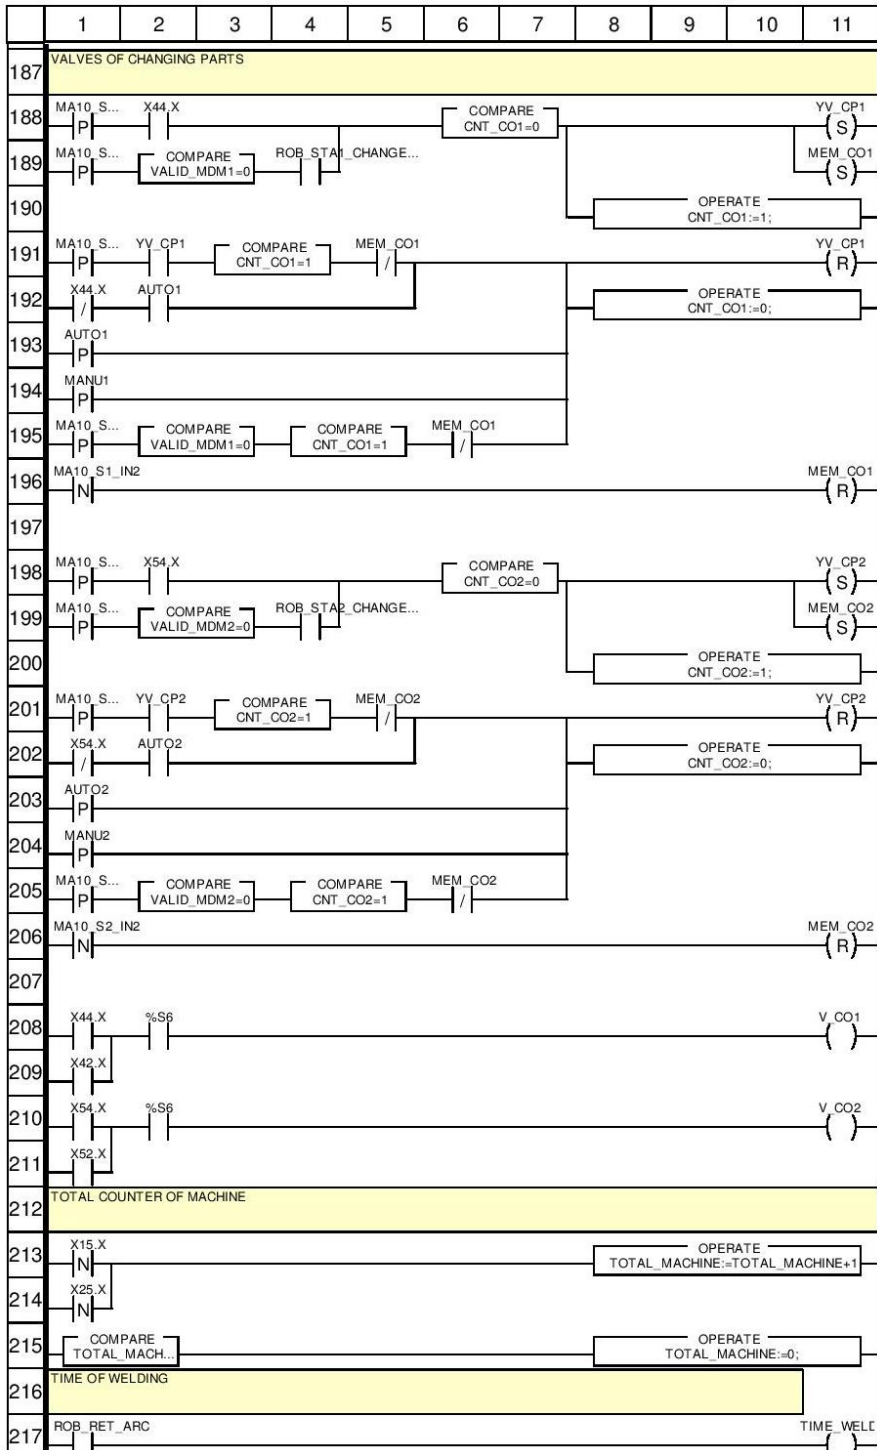 1 2 3 4 5 6 7 8 9 10 11
187 VALVES OF CHANGING PARTS
MA10_S... X44.X COMPARE YV_CP1
188 P CNT_CO1=0 S
MA10_S... COMPARE ROB_STA1_CHANGE... MEM_CO1
189 P VALID_MDM1=0 S
190 OPERATE
CNT_CO1:=1;
MA10_S... YV_CP1 COMPARE MEM_CO1 YV_CP1
191 P CNT_CO1=1 / R
X44.X AUTO1 OPERATE
192 / CNT_CO1:=0;
AUTO1
193 P
MANU1
194 P
MA10_S... COMPARE COMPARE MEM_CO1
195 P VALID_MDM1=0 CNT_CO1=1 /
MA10_S1_IN2 MEM_CO1
196 N R
197
MA10_S... X54.X COMPARE YV_CP2
198 P CNT_CO2=0 S
MA10_S... COMPARE ROB_STA2_CHANGE... MEM_CO2
199 P VALID_MDM2=0 S
200 OPERATE
CNT_CO2:=1;
MA10_S... YV_CP2 COMPARE MEM_CO2 YV_CP2
201 P CNT_CO2=1 / R
X54.X AUTO2 OPERATE
202 / CNT_CO2:=0;
AUTO2
203 P
MANU2
204 P
MA10_S... COMPARE COMPARE MEM_CO2
205 P VALID_MDM2=0 CNT_CO2=1 /
MA10_S2_IN2 MEM_CO2
206 N R
207
X44.X %S6 V_CO1
208
X42.X
209
X54.X %S6 V_CO2
210
X52.X
211
212 TOTAL COUNTER OF MACHINE
X15.X OPERATE
213 N TOTAL_MACHINE:=TOTAL_MACHINE+1
X25.X
214 N
COMPARE OPERATE
215 TOTAL_MACH... TOTAL_MACHINE:=0;
216 TIME OF WELDING
ROB_RET_ARC TIME_WELD
217